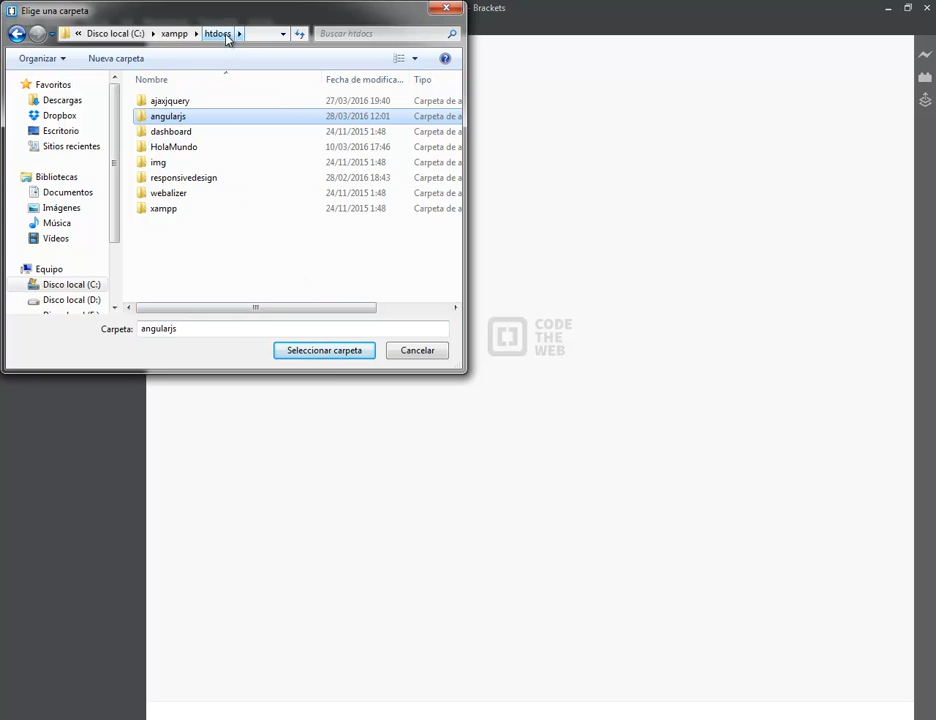 Elige una carpeta
- Brackets
« Disco local (C:) xampp htdocs
Buscar htdocs
Organizar
Nueva carpeta
Favoritos
Descargas
Dropbox
Escritorio
Sitios recientes
Bibliotecas
Documentos
Imágenes
Música
Vídeos
Equipo
Disco local (C:)
Disco local (D:)
Nombre Fecha de modifica... Tipo
ajaxjquery 27/03/2016 19:40 Carpeta de a
angularjs 28/03/2016 12:01 Carpeta de a
dashboard 24/11/2015 1:48 Carpeta de a
HolaMundo 10/03/2016 17:46 Carpeta de a
img 24/11/2015 1:48 Carpeta de a
responsivedesign 28/02/2016 18:43 Carpeta de a
webalizer 24/11/2015 1:48 Carpeta de a
xampp 24/11/2015 1:48 Carpeta de a
Carpeta: angularjs
Seleccionar carpeta
Cancelar
CODE
THE
WEB